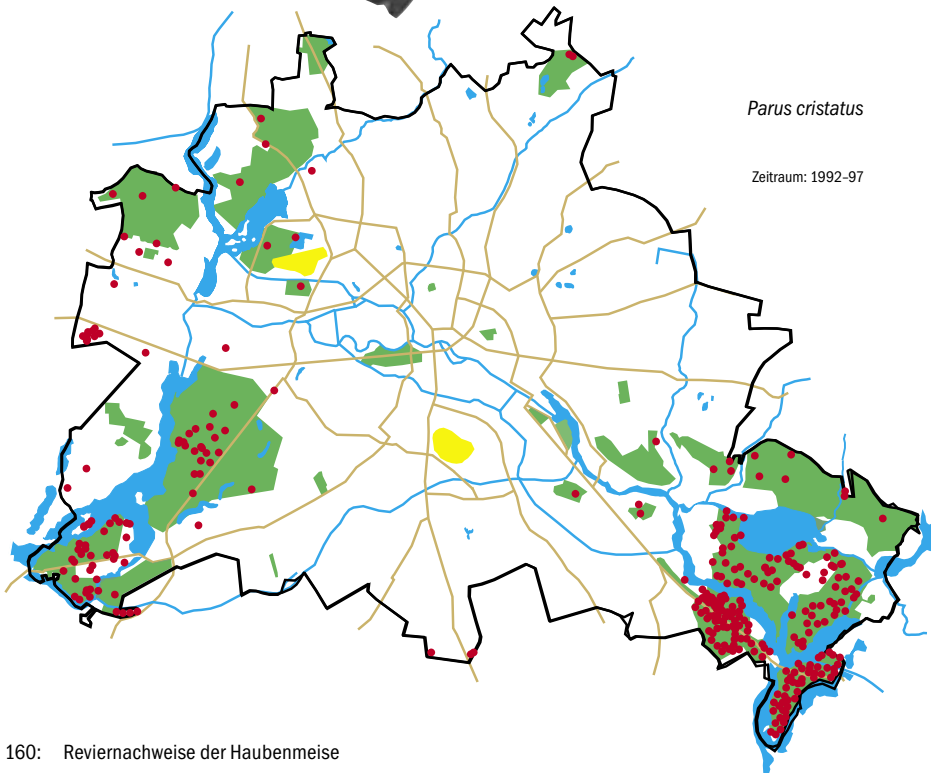 Parus cristatus
Zeitraum: 1992–97
160: Reviernachweise der Haubenmeise